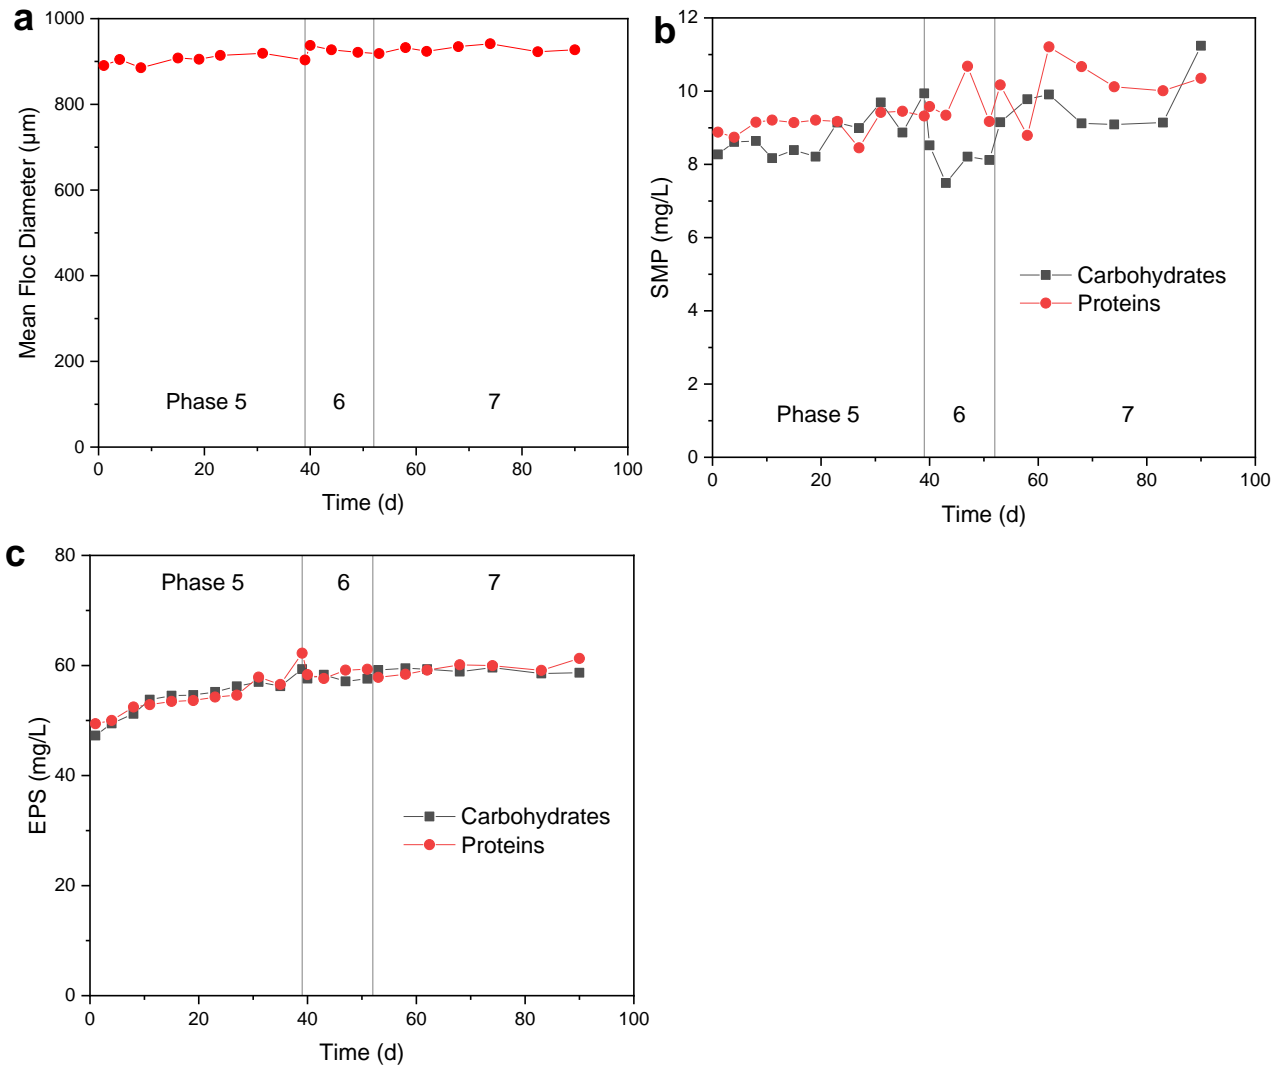 a
1000
800
600
400
200
0
Mean Floc Diameter (μm)
Phase 5 6 7
0 20 40 60 80 100
Time (d)
b
12
10
8
6
4
2
0
SMP (mg/L)
Carbohydrates
Proteins
Phase 5 6 7
0 20 40 60 80 100
Time (d)
c
80
60
40
20
0
EPS (mg/L)
Phase 5 6 7
Carbohydrates
Proteins
0 20 40 60 80 100
Time (d)